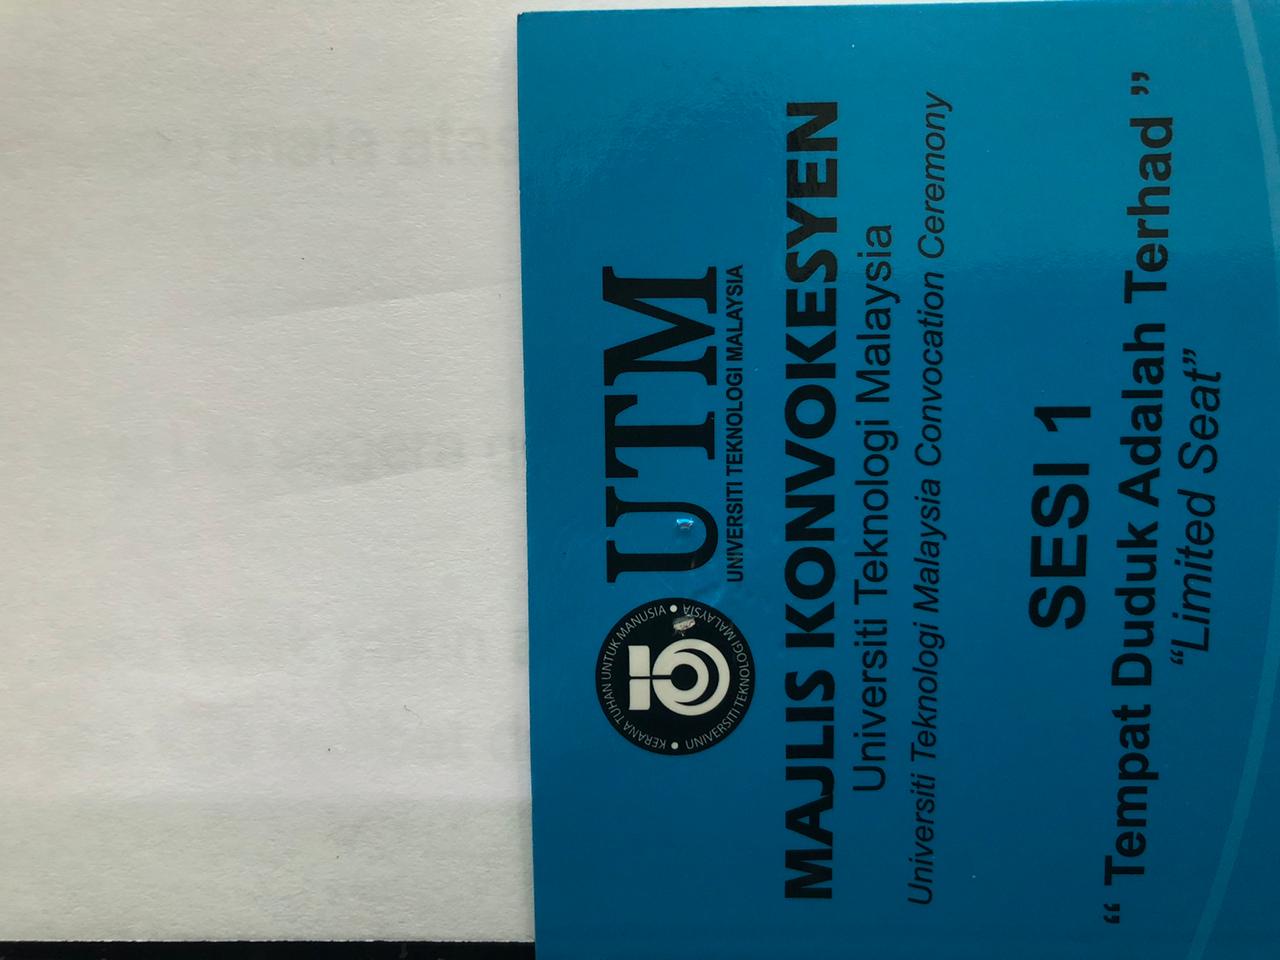 UTM
UNIVERSITI TEKNOLOGI MALAYSIA
KERANA TUHAN UNTUK MANUSIA
UNIVERSITI TEKNOLOGI MALAYSIA
MAJLIS KONVOKESYEN
Universiti Teknologi Malaysia
Universiti Teknologi Malaysia Convocation Ceremony
SESI 1
“ Tempat Duduk Adalah Terhad ”
“Limited Seat”